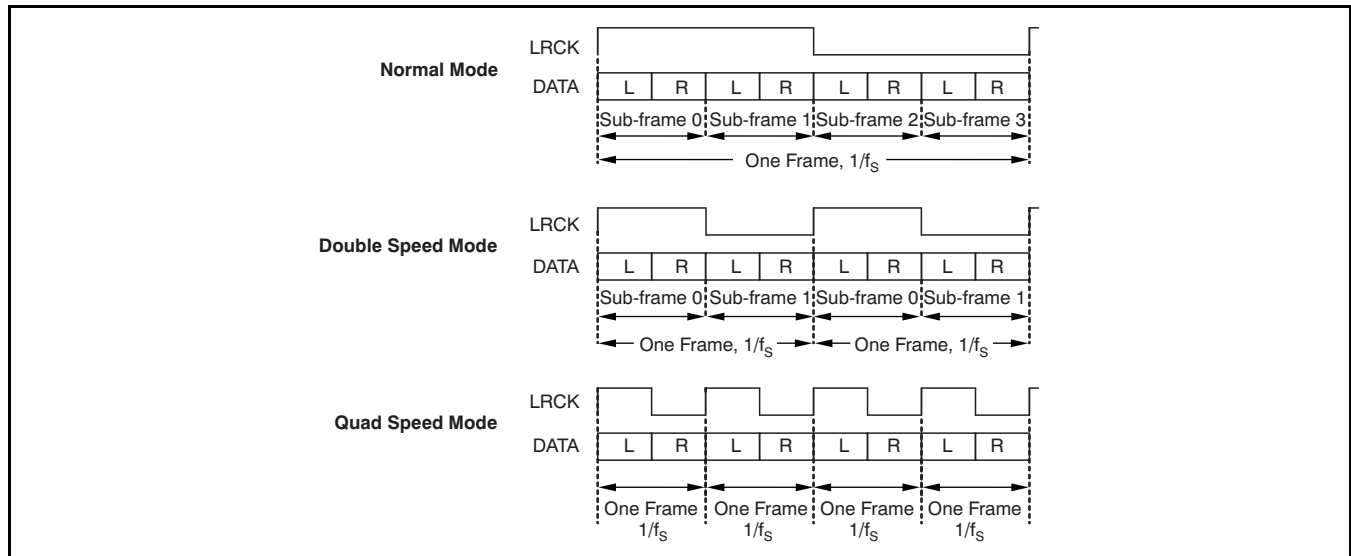 LRCK
Normal Mode
DATA L R L R L R L R
Sub-frame 0 Sub-frame 1 Sub-frame 2 Sub-frame 3
One Frame, 1/fS
LRCK
Double Speed Mode
DATA L R L R L R L R
Sub-frame 0 Sub-frame 1 Sub-frame 0 Sub-frame 1
One Frame, 1/fS One Frame, 1/fS
LRCK
Quad Speed Mode
DATA L R L R L R L R
One Frame One Frame One Frame One Frame
1/fS 1/fS 1/fS 1/fS